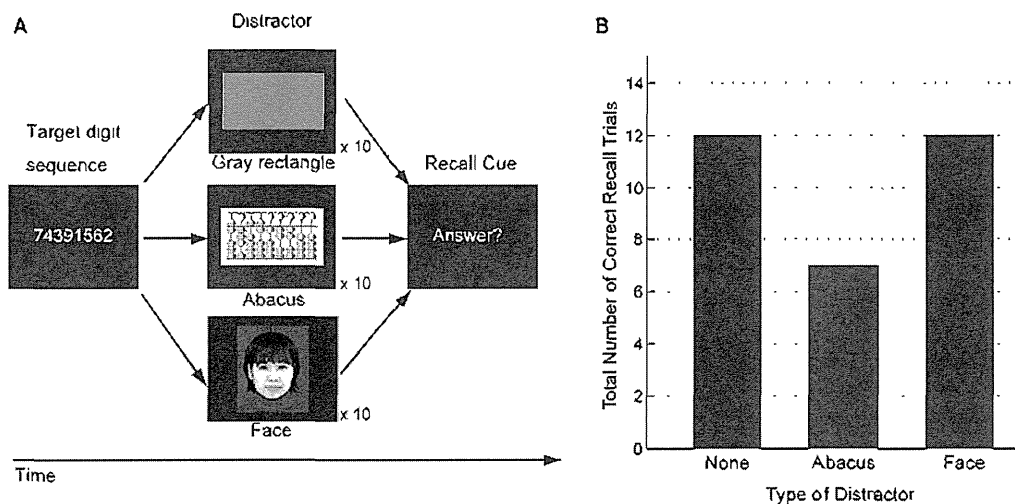 A
Distractor
Target digit
sequence
74391562
Gray rectangle
x 10
Abacus
x 10
Face
x 10
Recall Cue
Answer?
Time
B
Total Number of Correct Recall Trials
14
12
10
8
6
4
2
0
None Abacus Face
Type of Distractor